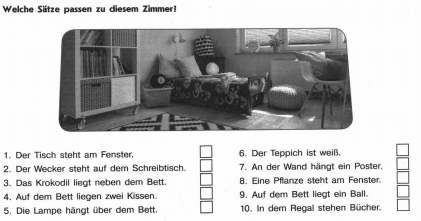 Welche Sätze passen zu diesem Zimmer!
1. Der Tisch steht am Fenster.
2. Der Wecker steht auf dem Schreibtisch.
3. Das Krokodil liegt neben dem Bett.
4. Auf dem Bett liegen zwei Kissen.
5. Die Lampe hängt über dem Bett.
6. Der Teppich ist weiß.
7. An der Wand hängt ein Poster.
8. Eine Pflanze steht am Fenster.
9. Auf dem Bett liegt ein Ball.
10. In dem Regal stehen Bücher.